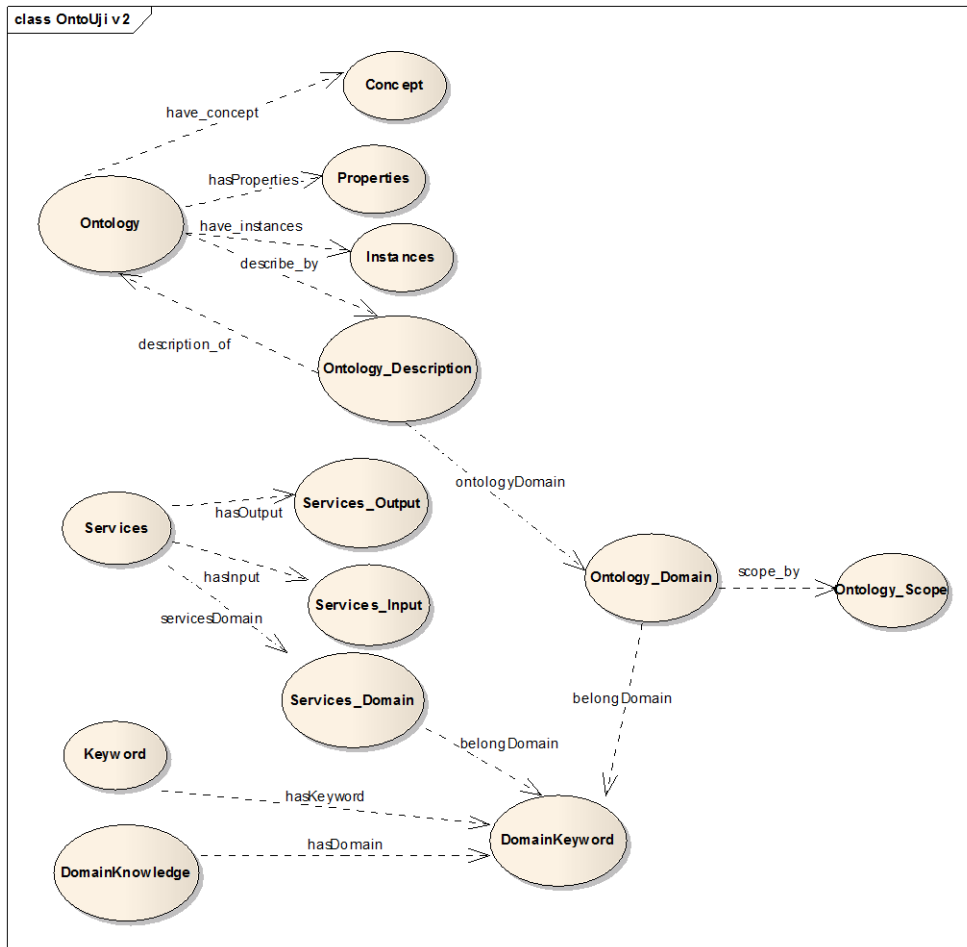 class OntoUji v2
Concept
have_concept
hasProperties
Properties
Ontology
have_instances
Instances
describe_by
description_of
Ontology_Description
ontologyDomain
Services_Output
hasOutput
Services
hasInput
Ontology_Domain
scope_by
Ontology_Scope
Services_Input
servicesDomain
Services_Domain
belongDomain
belongDomain
Keyword
hasKeyword
DomainKeyword
hasDomain
DomainKnowledge